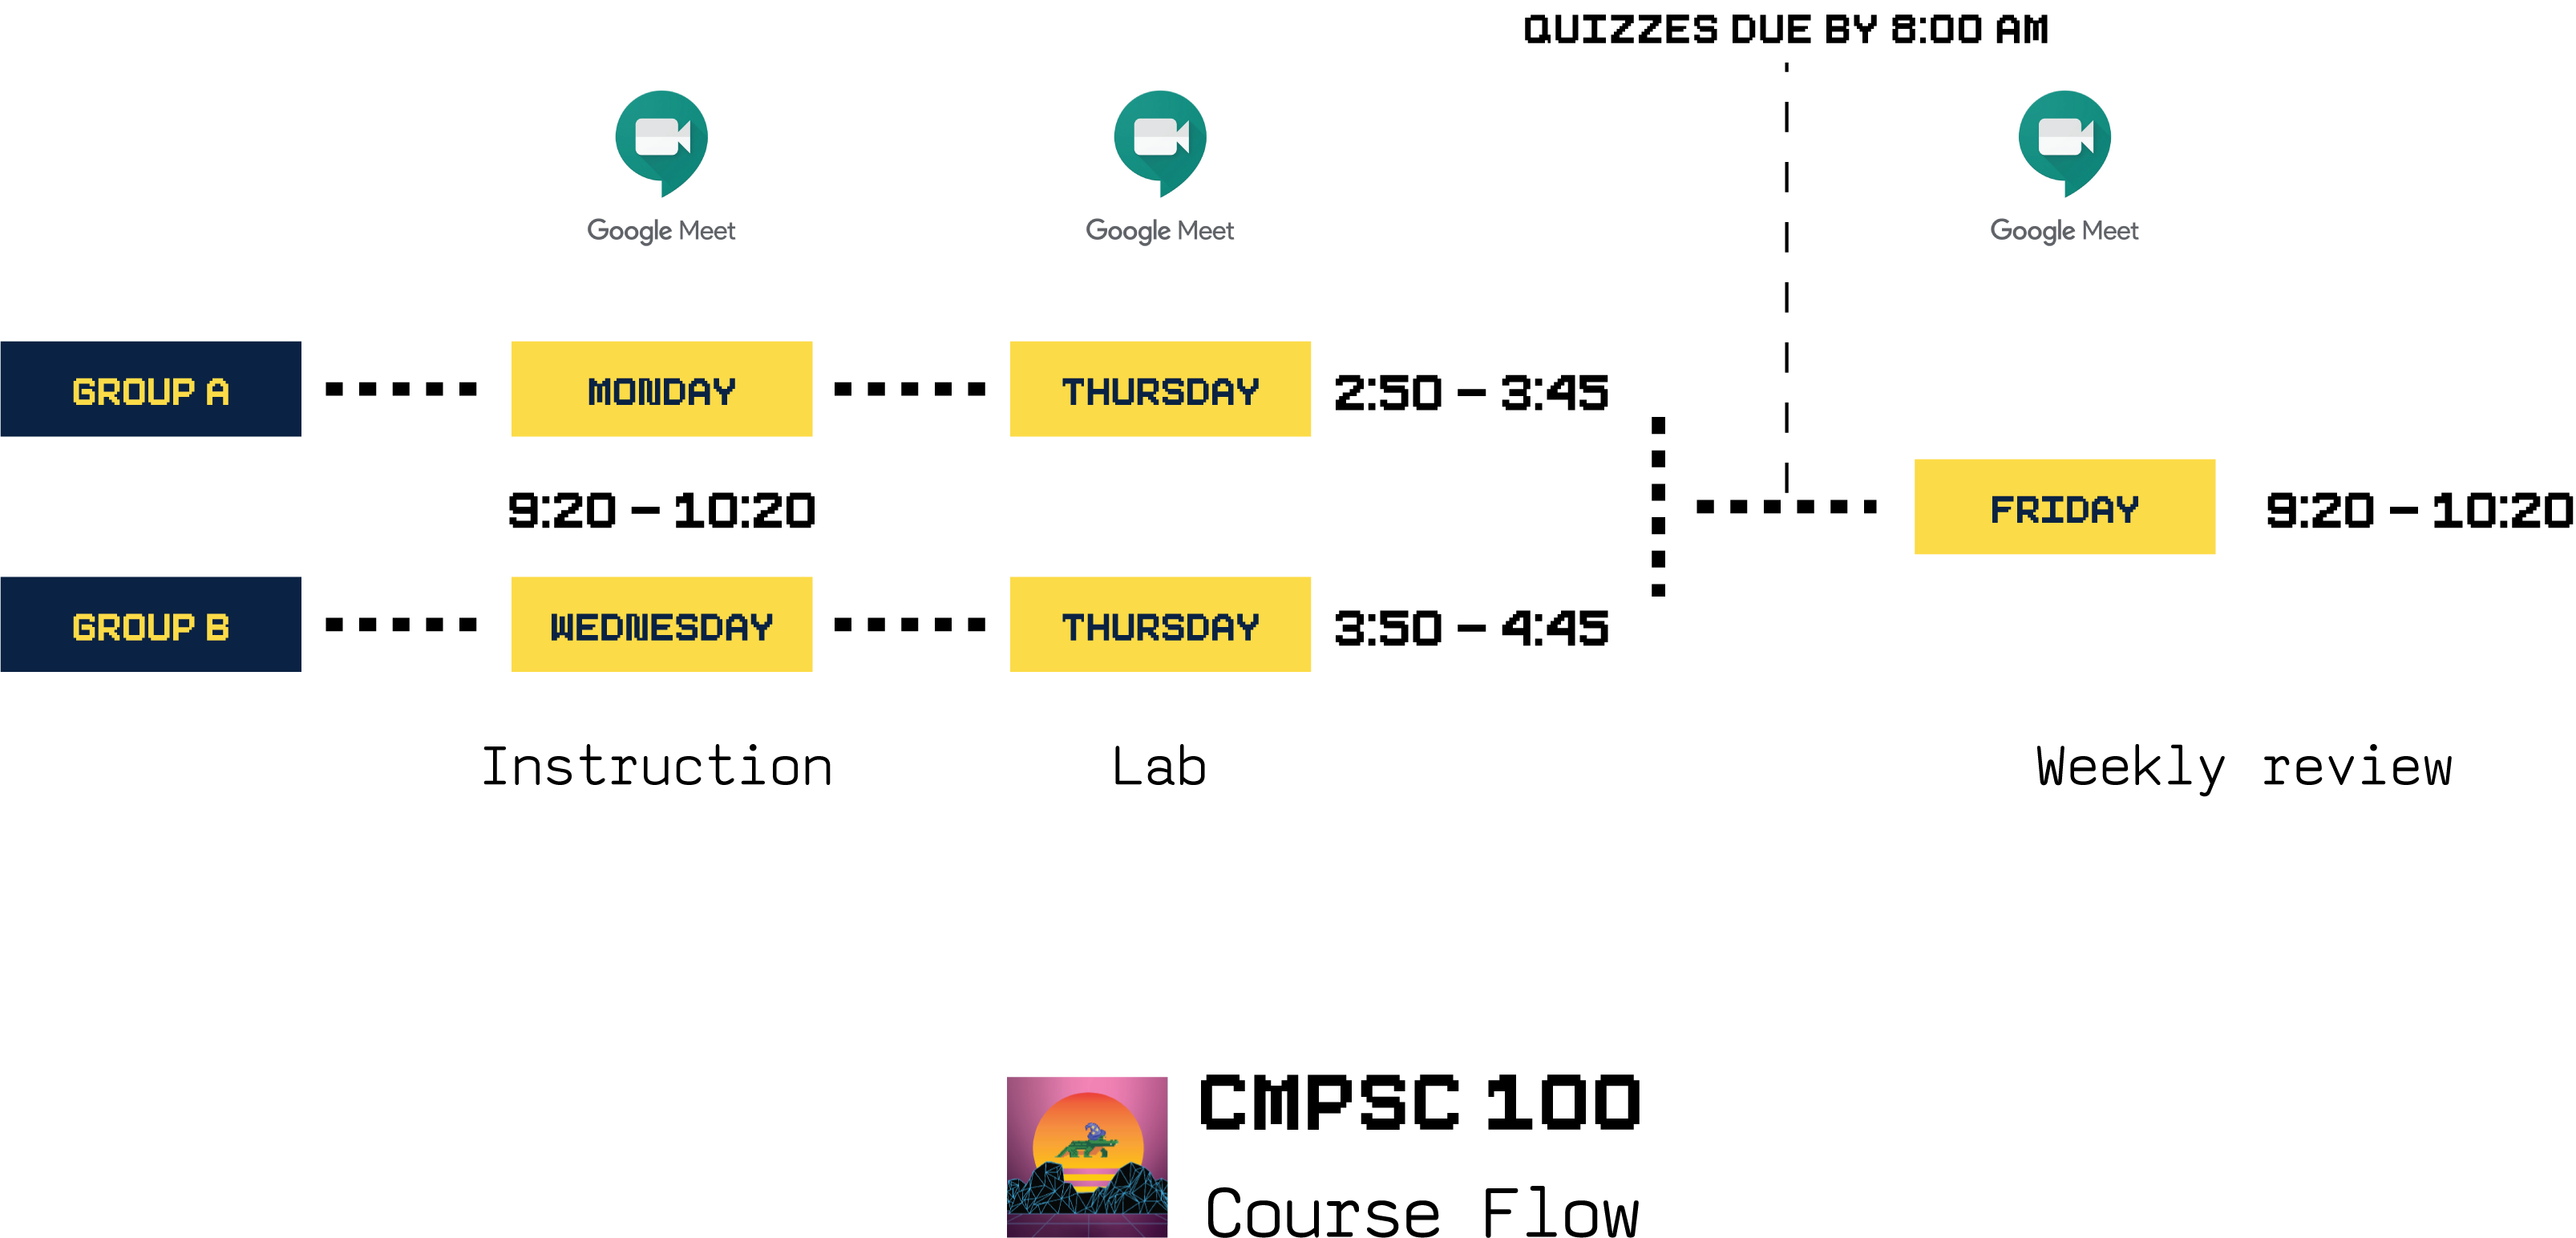 QUIZZES DUE BY 8:00 AM
Google Meet
Google Meet
Google Meet
GROUP A
MONDAY
THURSDAY
2:50 – 3:45
9:20 – 10:20
FRIDAY
9:20 – 10:20
GROUP B
WEDNESDAY
THURSDAY
3:50 – 4:45
Instruction
Lab
Weekly review
CMPSC 100
Course Flow